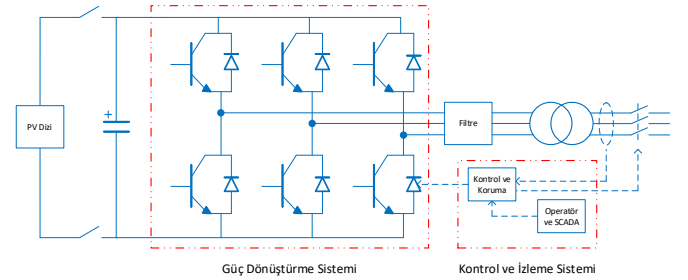 PV Dizi
+
Filtre
Kontrol ve
Koruma
Operatör
ve SCADA
Güç Dönüştürme Sistemi
Kontrol ve İzleme Sistemi